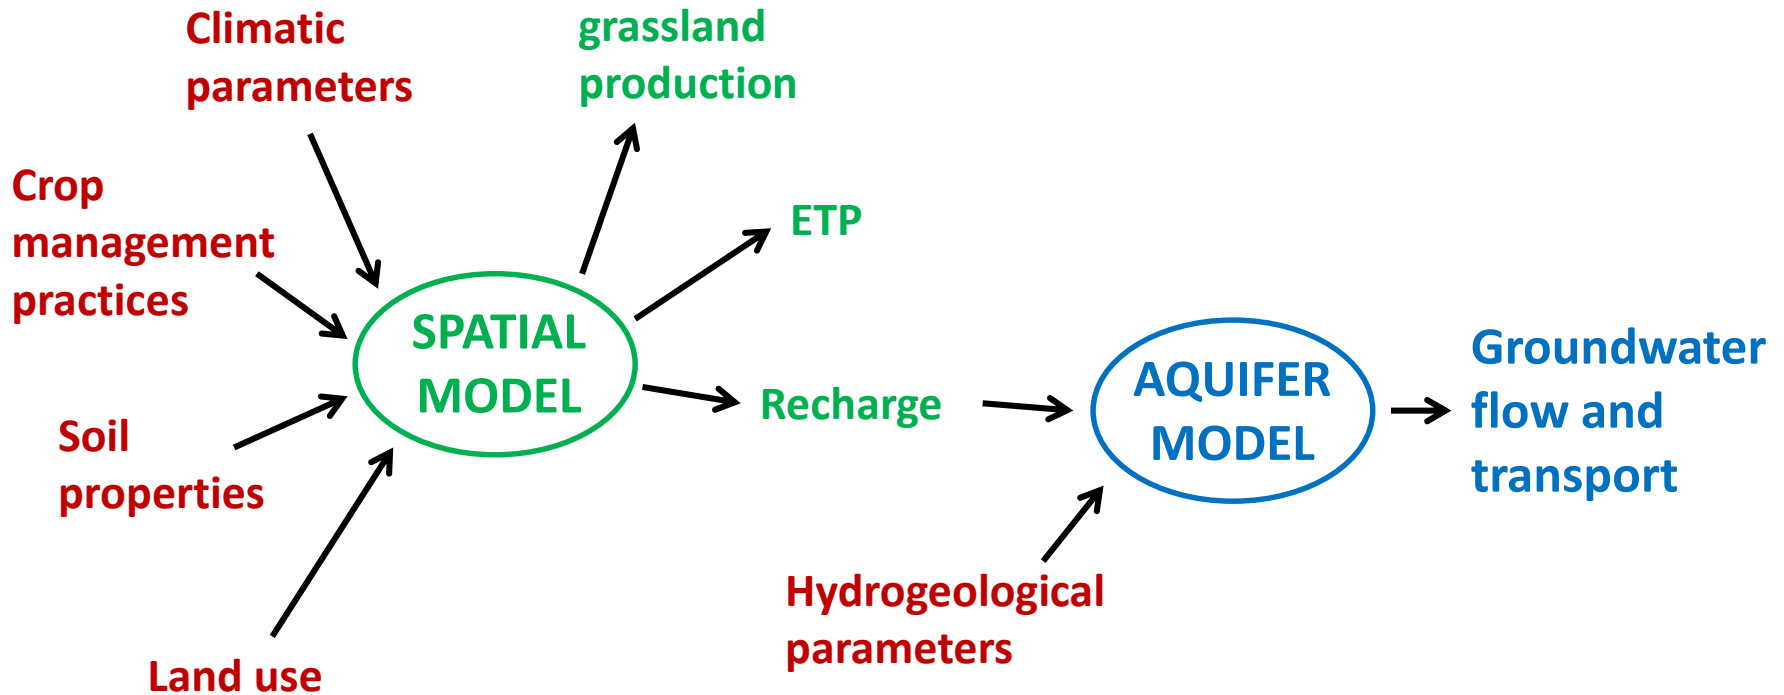 Climatic
parameters
grassland
production
Crop
management
practices
ETP
SPATIAL
MODEL
Soil
properties
Recharge
AQUIFER
MODEL
Groundwater
flow and
transport
Hydrogeological
parameters
Land use